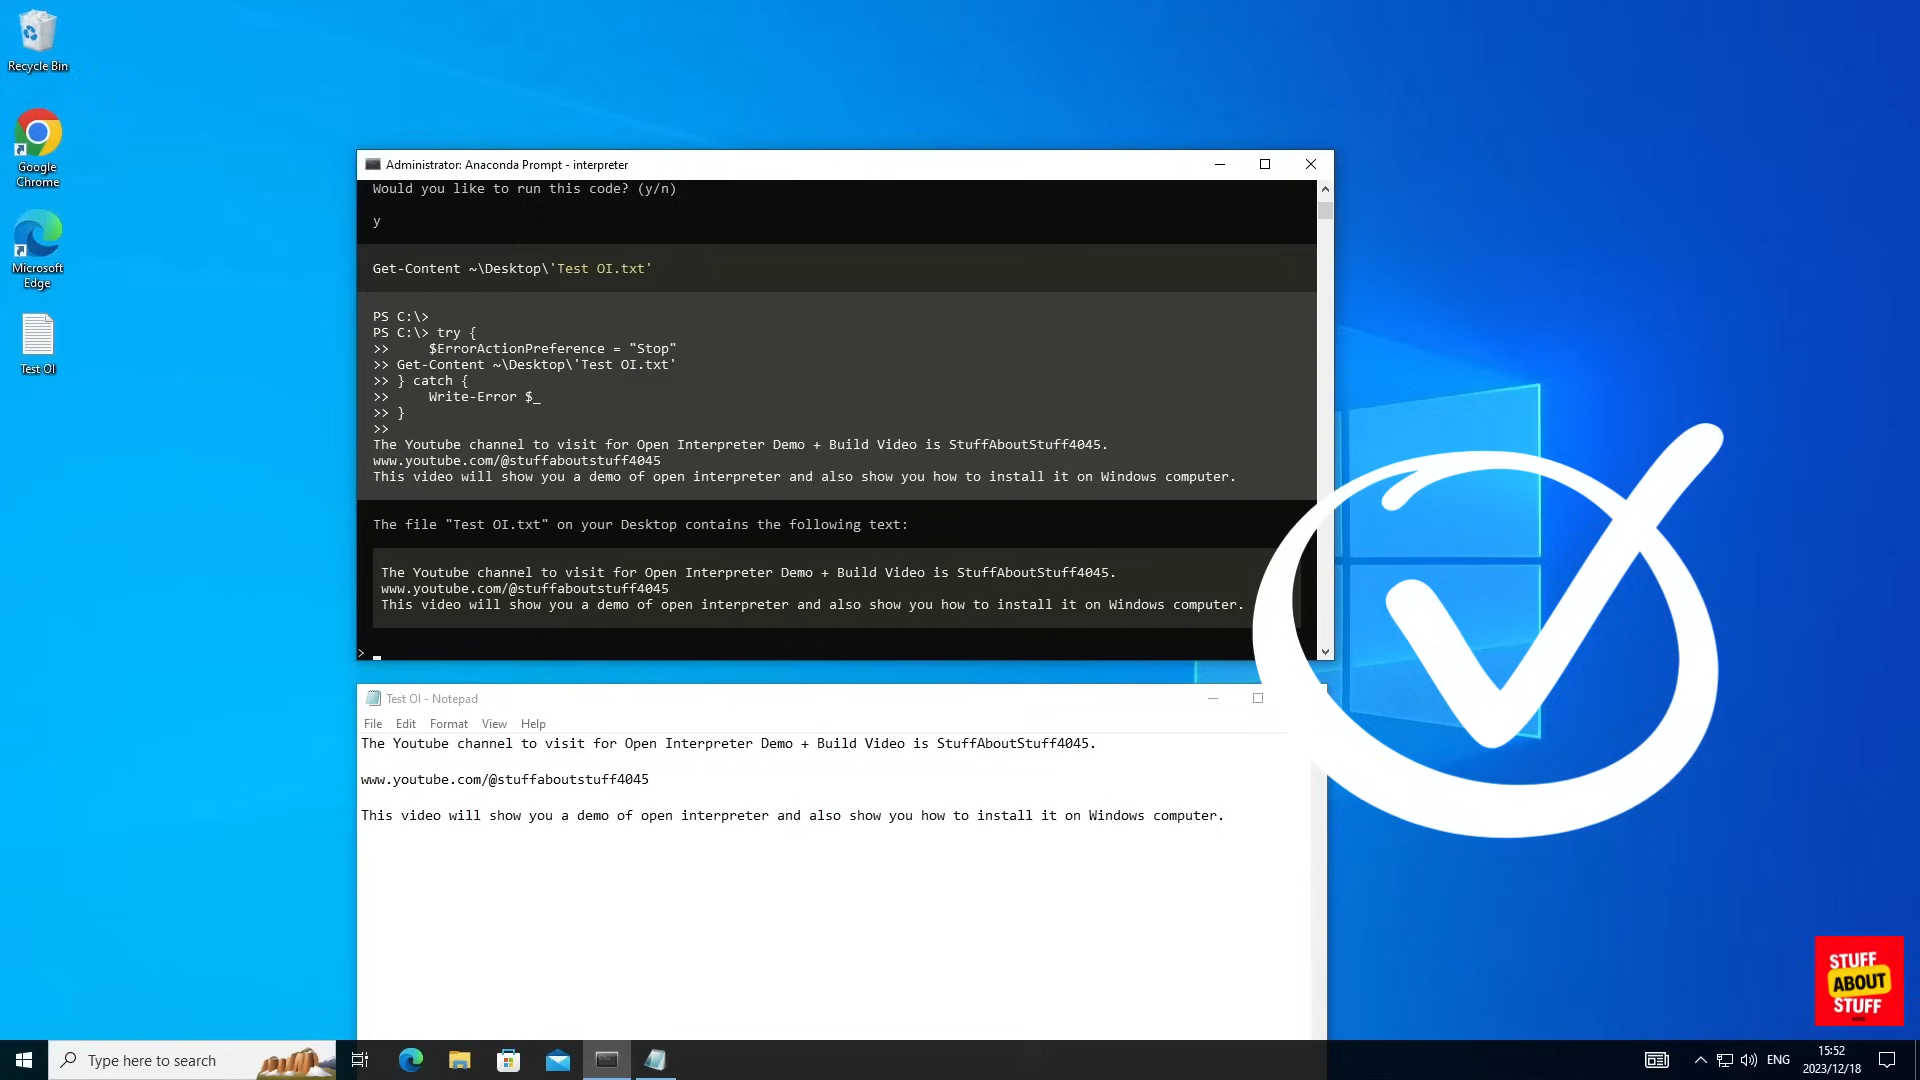 Recycle Bin
Google
Chrome
Microsoft
Edge
Test OI
Administrator: Anaconda Prompt - interpreter
Would you like to run this code? (y/n)
y
Get-Content ~\Desktop\'Test OI.txt'
PS C:\>
PS C:\> try {
>>     $ErrorActionPreference = "Stop"
>> Get-Content ~\Desktop\'Test OI.txt'
>> } catch {
>>     Write-Error $_
>> }
>>
The Youtube channel to visit for Open Interpreter Demo + Build Video is StuffAboutStuff4045.
www.youtube.com/@stuffaboutstuff4045
This video will show you a demo of open interpreter and also show you how to install it on Windows computer.
The file "Test OI.txt" on your Desktop contains the following text:
The Youtube channel to visit for Open Interpreter Demo + Build Video is StuffAboutStuff4045.
www.youtube.com/@stuffaboutstuff4045
This video will show you a demo of open interpreter and also show you how to install it on Windows computer.
>
Test OI - Notepad
File Edit Format View Help
The Youtube channel to visit for Open Interpreter Demo + Build Video is StuffAboutStuff4045.
www.youtube.com/@stuffaboutstuff4045
This video will show you a demo of open interpreter and also show you how to install it on Windows computer.
STUFF
ABOUT
STUFF
Type here to search
ENG
15:52
2023/12/18